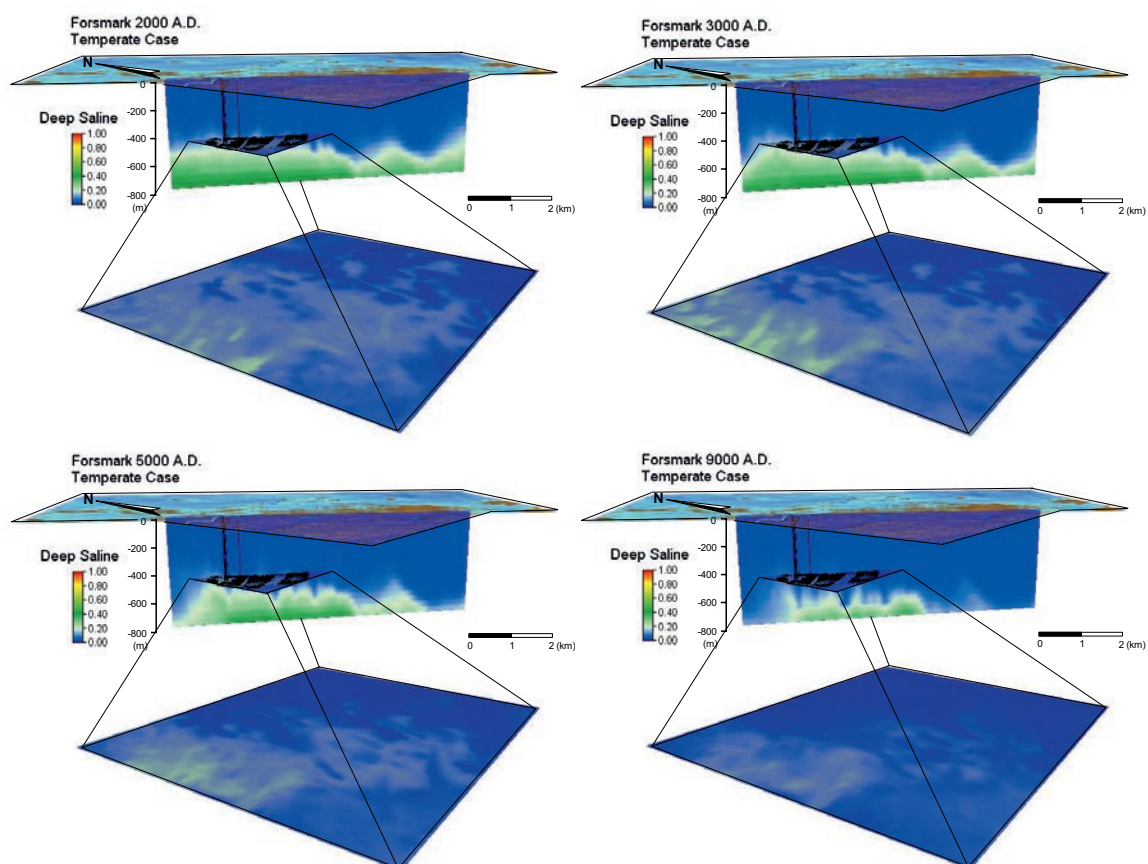 Forsmark 2000 A.D.
Temperate Case
N
0
-200
-400
-600
-800
(m)
Deep Saline
1.00
0.80
0.60
0.40
0.20
0.00
0 1 2 (km)
Forsmark 3000 A.D.
Temperate Case
N
0
-200
-400
-600
-800
(m)
Deep Saline
1.00
0.80
0.60
0.40
0.20
0.00
0 1 2 (km)
Forsmark 5000 A.D.
Temperate Case
N
0
-200
-400
-600
-800
(m)
Deep Saline
1.00
0.80
0.60
0.40
0.20
0.00
0 1 2 (km)
Forsmark 9000 A.D.
Temperate Case
N
0
-200
-400
-600
-800
(m)
Deep Saline
1.00
0.80
0.60
0.40
0.20
0.00
0 1 2 (km)